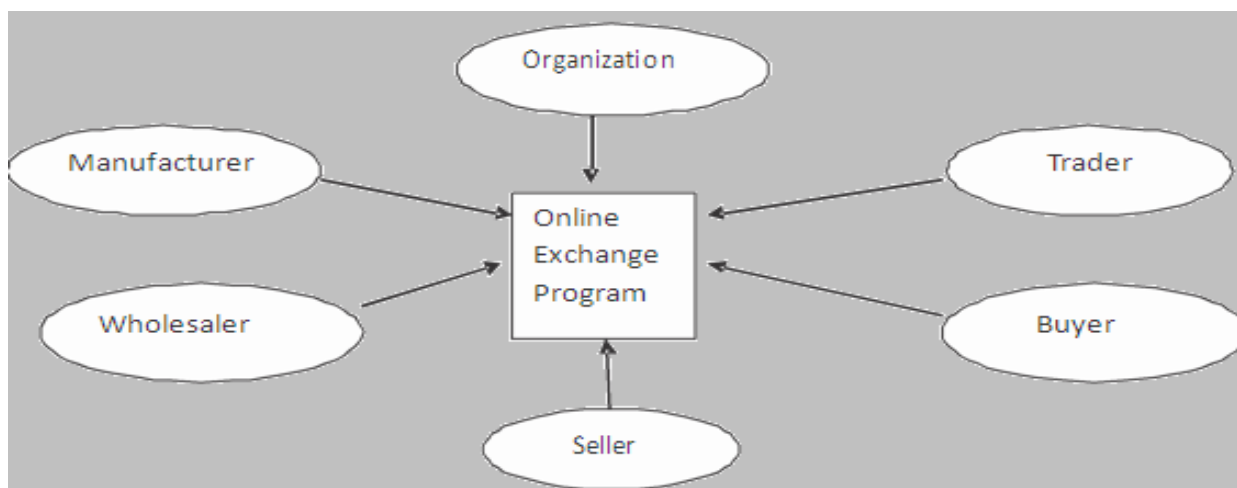 Organization
Manufacturer
Trader
Online
Exchange
Program
Wholesaler
Buyer
Seller